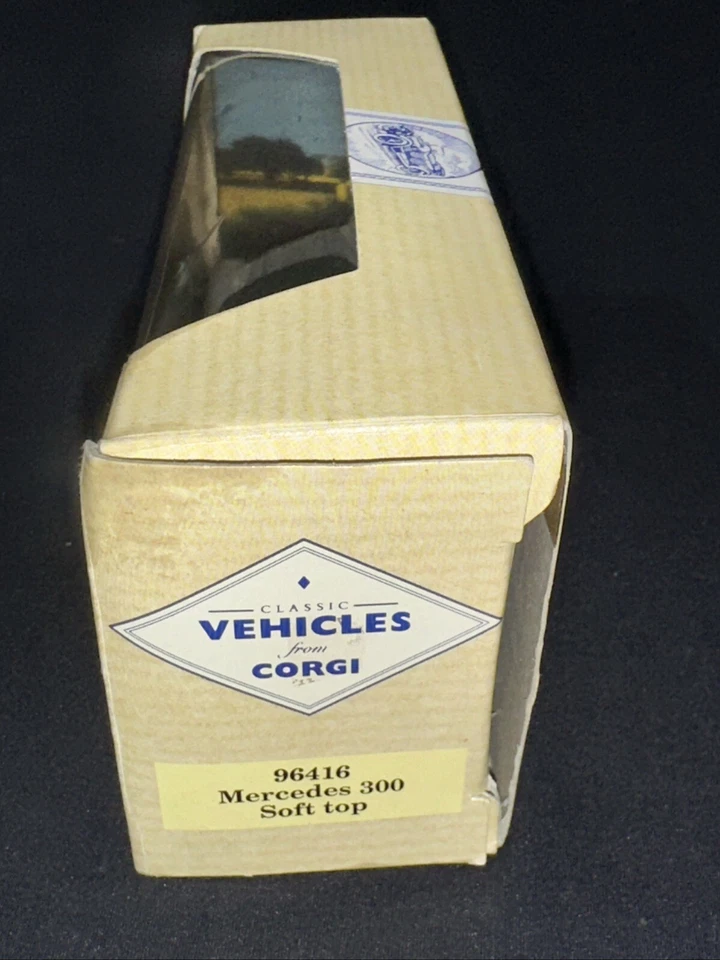 CLASSIC
VEHICLES
from
CORGI
96416
Mercedes 300
Soft top